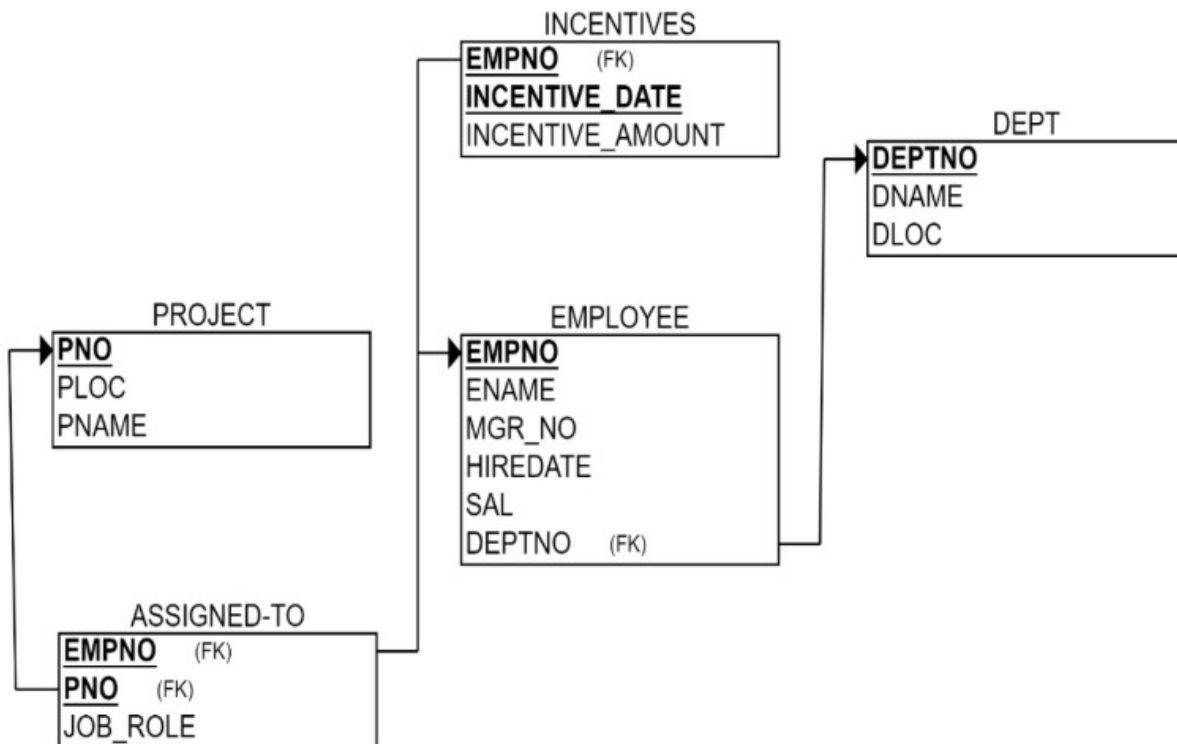 INCENTIVES
EMPNO (FK)
INCENTIVE_DATE
INCENTIVE_AMOUNT
DEPT
DEPTNO
DNAME
DLOC
PROJECT
PNO
PLOC
PNAME
EMPLOYEE
EMPNO
ENAME
MGR_NO
HIREDATE
SAL
DEPTNO (FK)
ASSIGNED-TO
EMPNO (FK)
PNO (FK)
JOB_ROLE